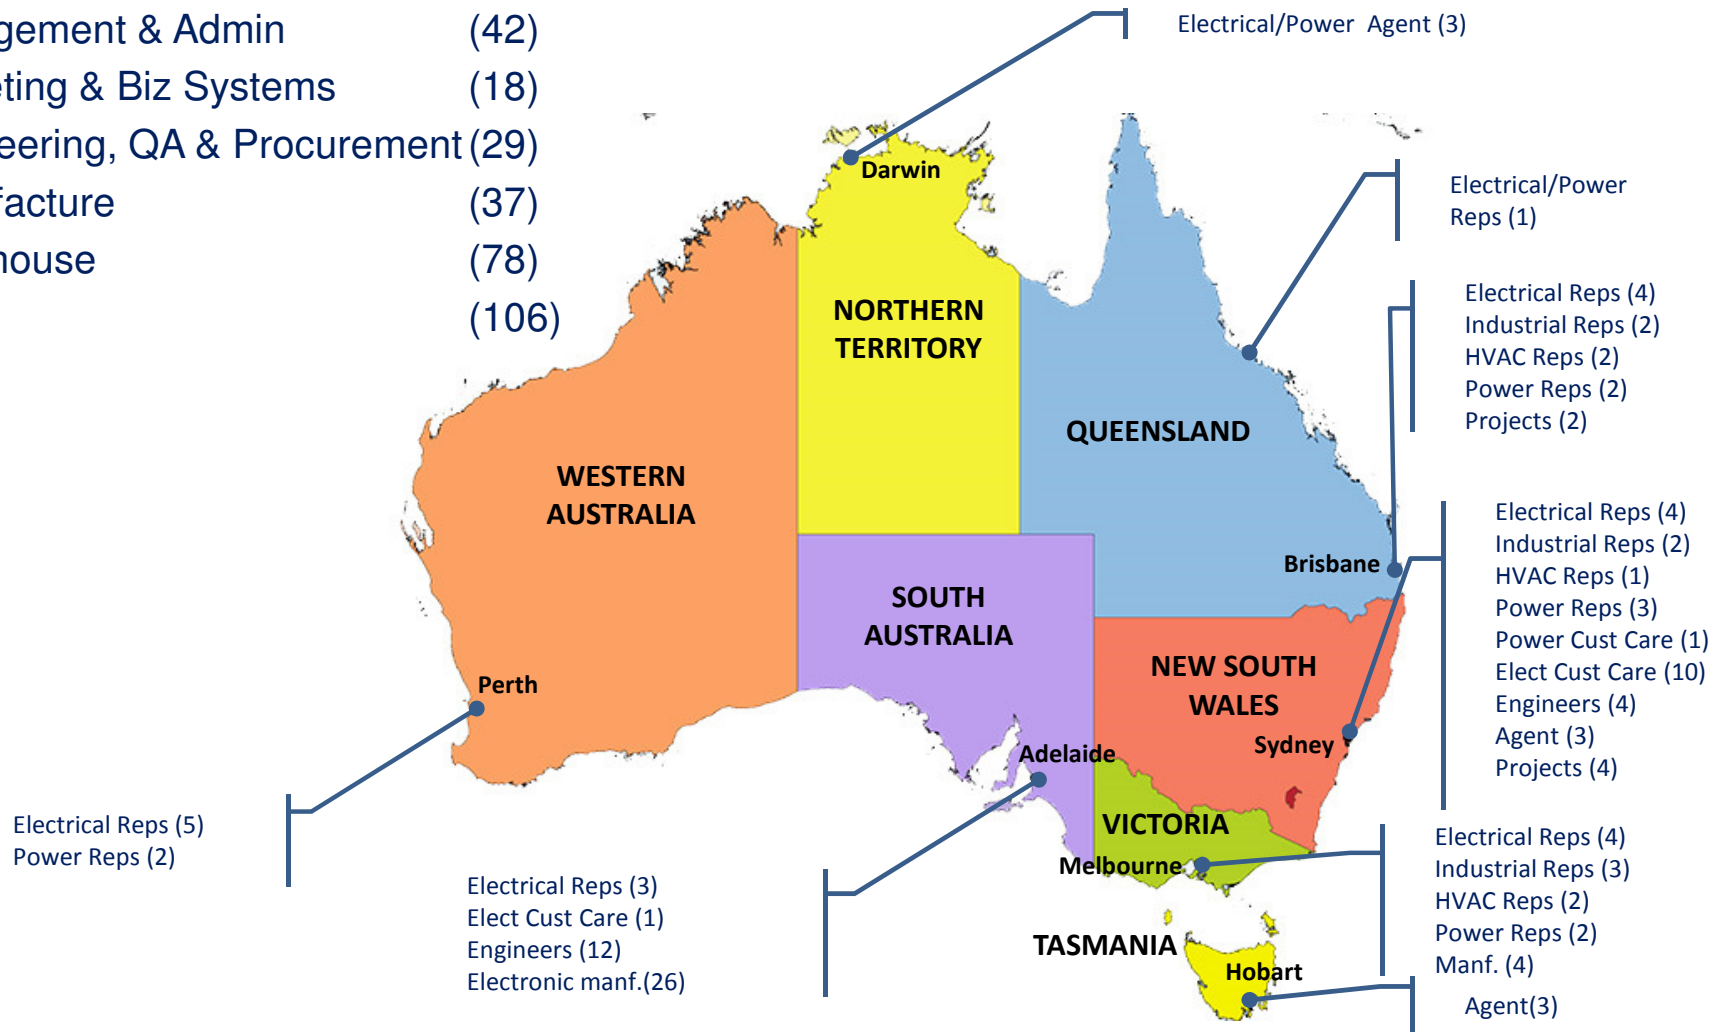 gement & Admin (42)
eting & Biz Systems (18)
eering, QA & Procurement (29)
facture (37)
house (78)
(106)
Electrical/Power Agent (3)
Darwin
Electrical/Power
Reps (1)
NORTHERN
TERRITORY
Electrical Reps (4)
Industrial Reps (2)
HVAC Reps (2)
Power Reps (2)
Projects (2)
QUEENSLAND
WESTERN
AUSTRALIA
Brisbane
Electrical Reps (4)
Industrial Reps (2)
HVAC Reps (1)
Power Reps (3)
Power Cust Care (1)
Elect Cust Care (10)
Engineers (4)
Agent (3)
Projects (4)
SOUTH
AUSTRALIA
NEW SOUTH
WALES
Perth
Sydney
Adelaide
Electrical Reps (5)
Power Reps (2)
VICTORIA
Melbourne
Electrical Reps (4)
Industrial Reps (3)
HVAC Reps (2)
Power Reps (2)
Manf. (4)
Electrical Reps (3)
Elect Cust Care (1)
Engineers (12)
Electronic manf.(26)
TASMANIA
Hobart
Agent(3)